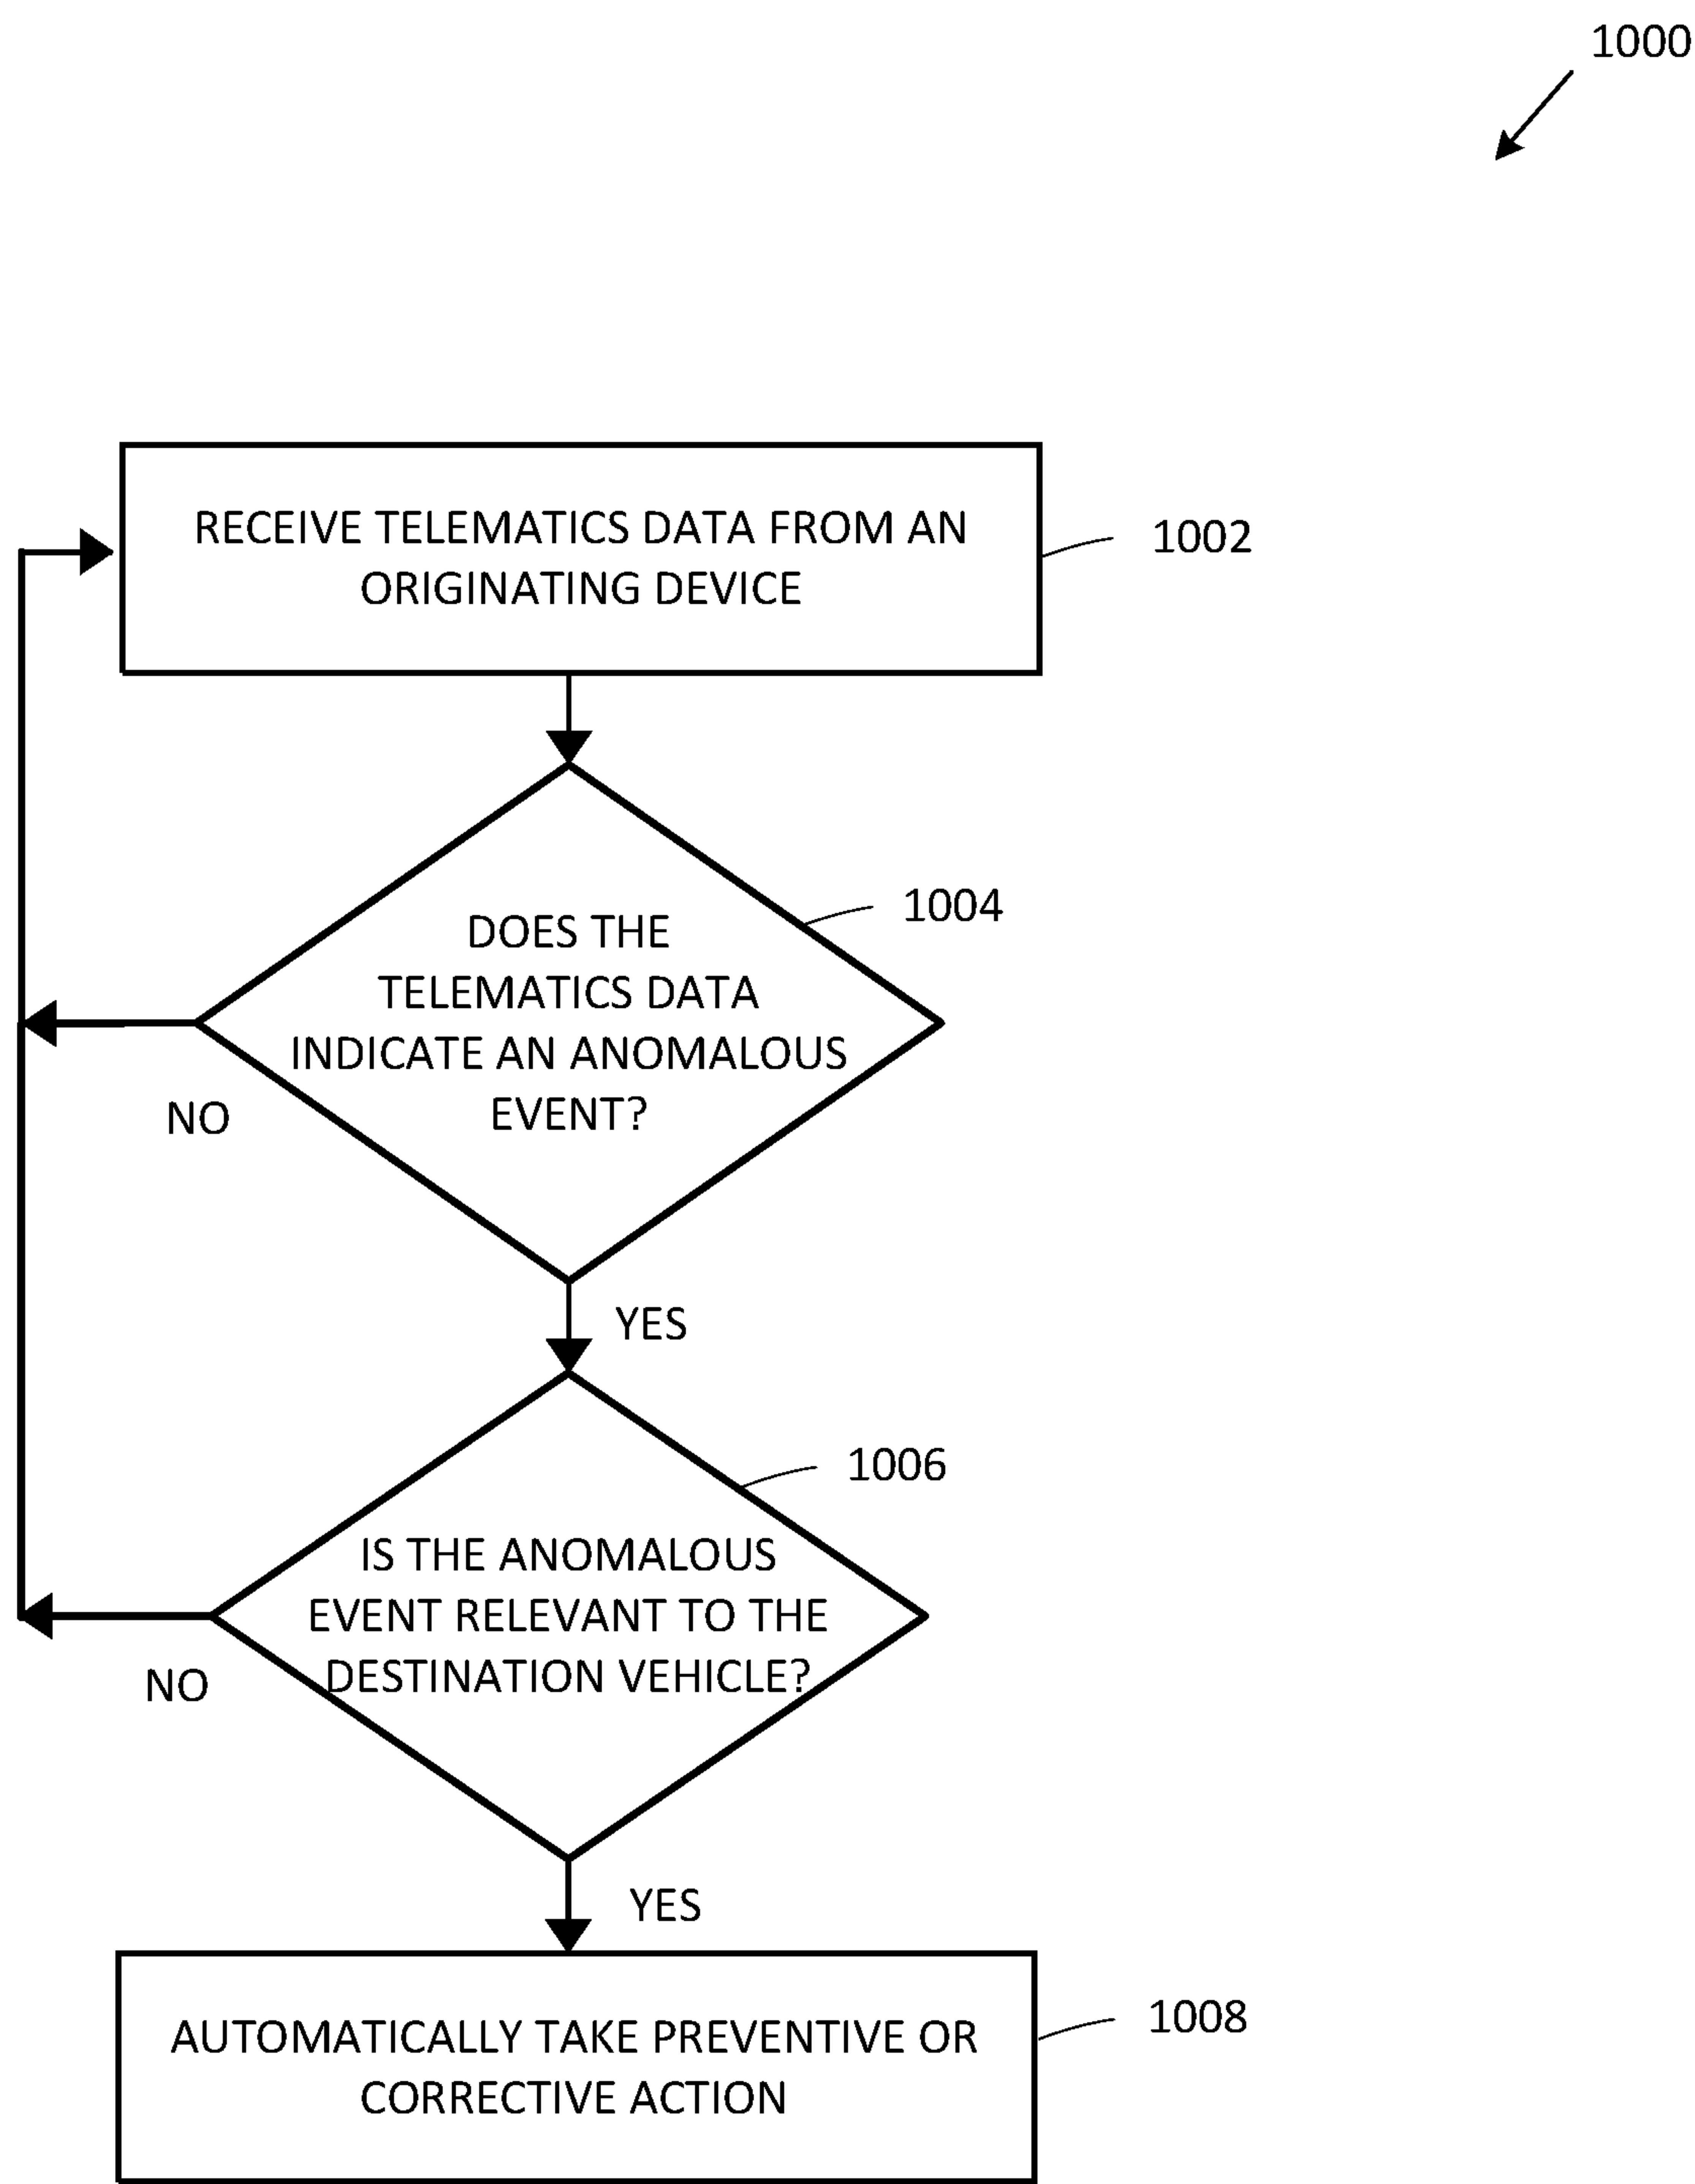 1000
RECEIVE TELEMATICS DATA FROM AN
ORIGINATING DEVICE
1002
DOES THE
TELEMATICS DATA
INDICATE AN ANOMALOUS
EVENT?
1004
NO
YES
IS THE ANOMALOUS
EVENT RELEVANT TO THE
DESTINATION VEHICLE?
1006
NO
YES
AUTOMATICALLY TAKE PREVENTIVE OR
CORRECTIVE ACTION
1008